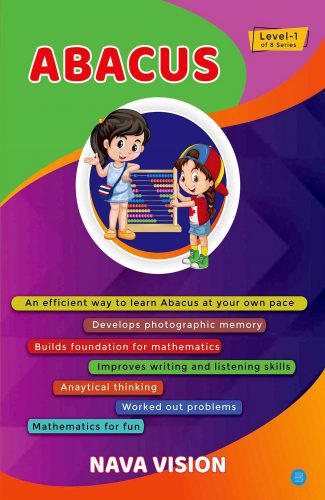 Level-1
of 8 Series
ABACUS
An efficient way to learn Abacus at your own pace
Develops photographic memory
Builds foundation for mathematics
Improves writing and listening skills
Anaytical thinking
Worked out problems
Mathematics for fun
NAVA VISION